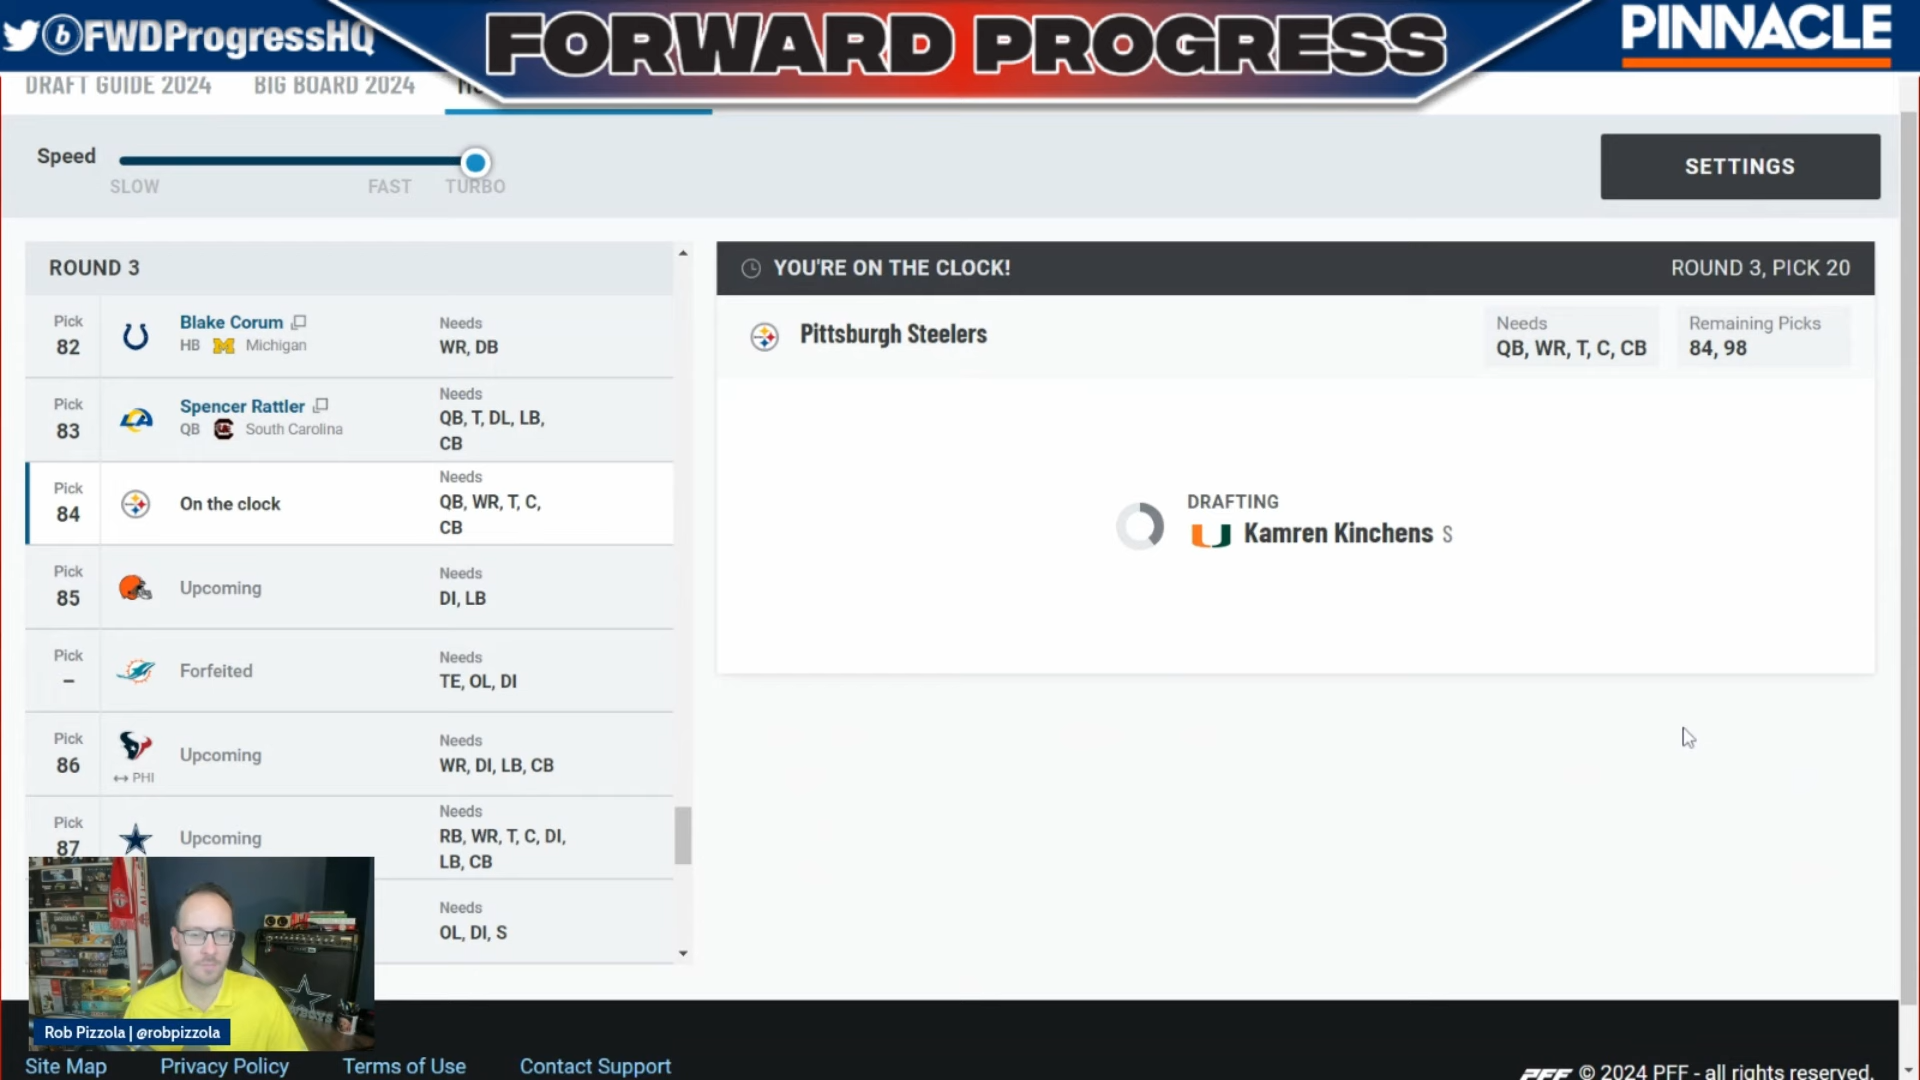 FWDProgressHQ
FORWARD PROGRESS
PINNACLE
DRAFT GUIDE 2024
BIG BOARD 2024
Speed
SLOW
FAST
TURBO
SETTINGS
ROUND 3
Pick
82
Blake Corum
HB
Michigan
Needs
WR, DB
Pick
83
Spencer Rattler
QB
South Carolina
Needs
QB, T, DL, LB,
CB
Pick
84
On the clock
Needs
QB, WR, T, C,
CB
Pick
85
Upcoming
Needs
DI, LB
Pick
–
Forfeited
Needs
TE, OL, DI
Pick
86
↔ PHI
Upcoming
Needs
WR, DI, LB, CB
Pick
87
Upcoming
Needs
RB, WR, T, C, DI,
LB, CB
Needs
OL, DI, S
YOU'RE ON THE CLOCK!
ROUND 3, PICK 20
Pittsburgh Steelers
Needs
QB, WR, T, C, CB
Remaining Picks
84, 98
DRAFTING
Kamren Kinchens S
Rob Pizzola | @robpizzola
Site Map
Privacy Policy
Terms of Use
Contact Support
PFF © 2024 PFF - all rights reserved.